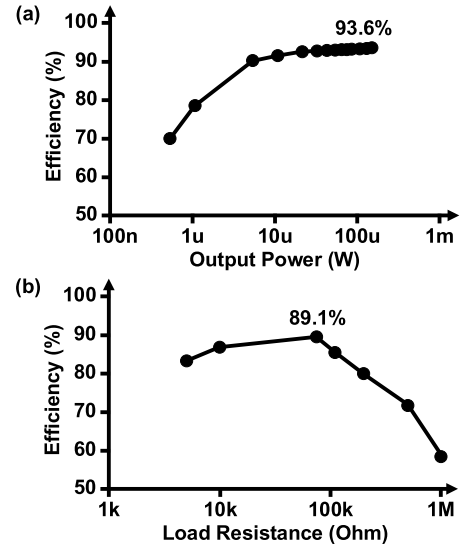 (a)
93.6%
Efficiency (%)
100
90
80
70
60
50
100n 1u 10u 100u 1m
Output Power (W)
(b)
89.1%
Efficiency (%)
100
90
80
70
60
50
1k 10k 100k 1M
Load Resistance (Ohm)